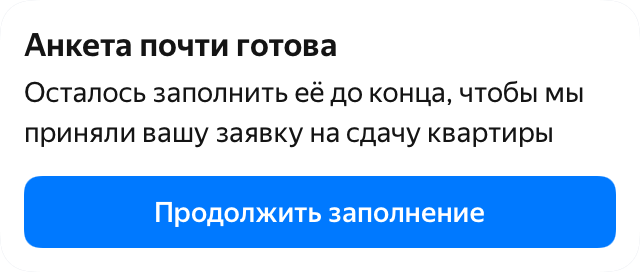 Анкета почти готова
Осталось заполнить её до конца, чтобы мы
приняли вашу заявку на сдачу квартиры
Продолжить заполнение